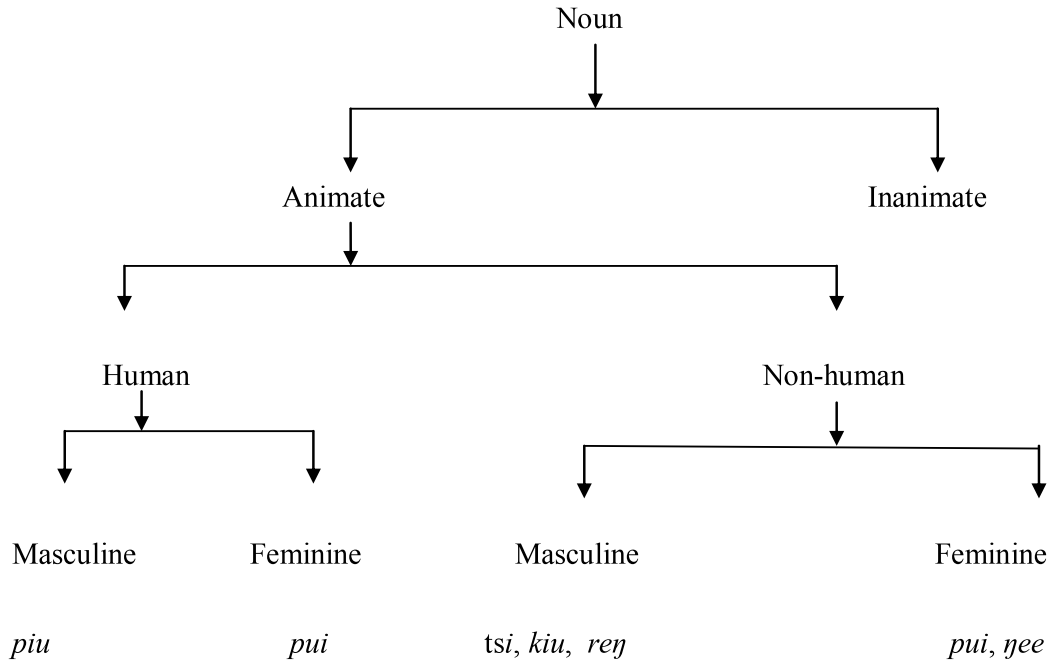 Noun
Animate Inanimate
Human Non-human
Masculine Feminine Masculine Feminine
piu pui tsi, kiu, reŋ pui, ŋee